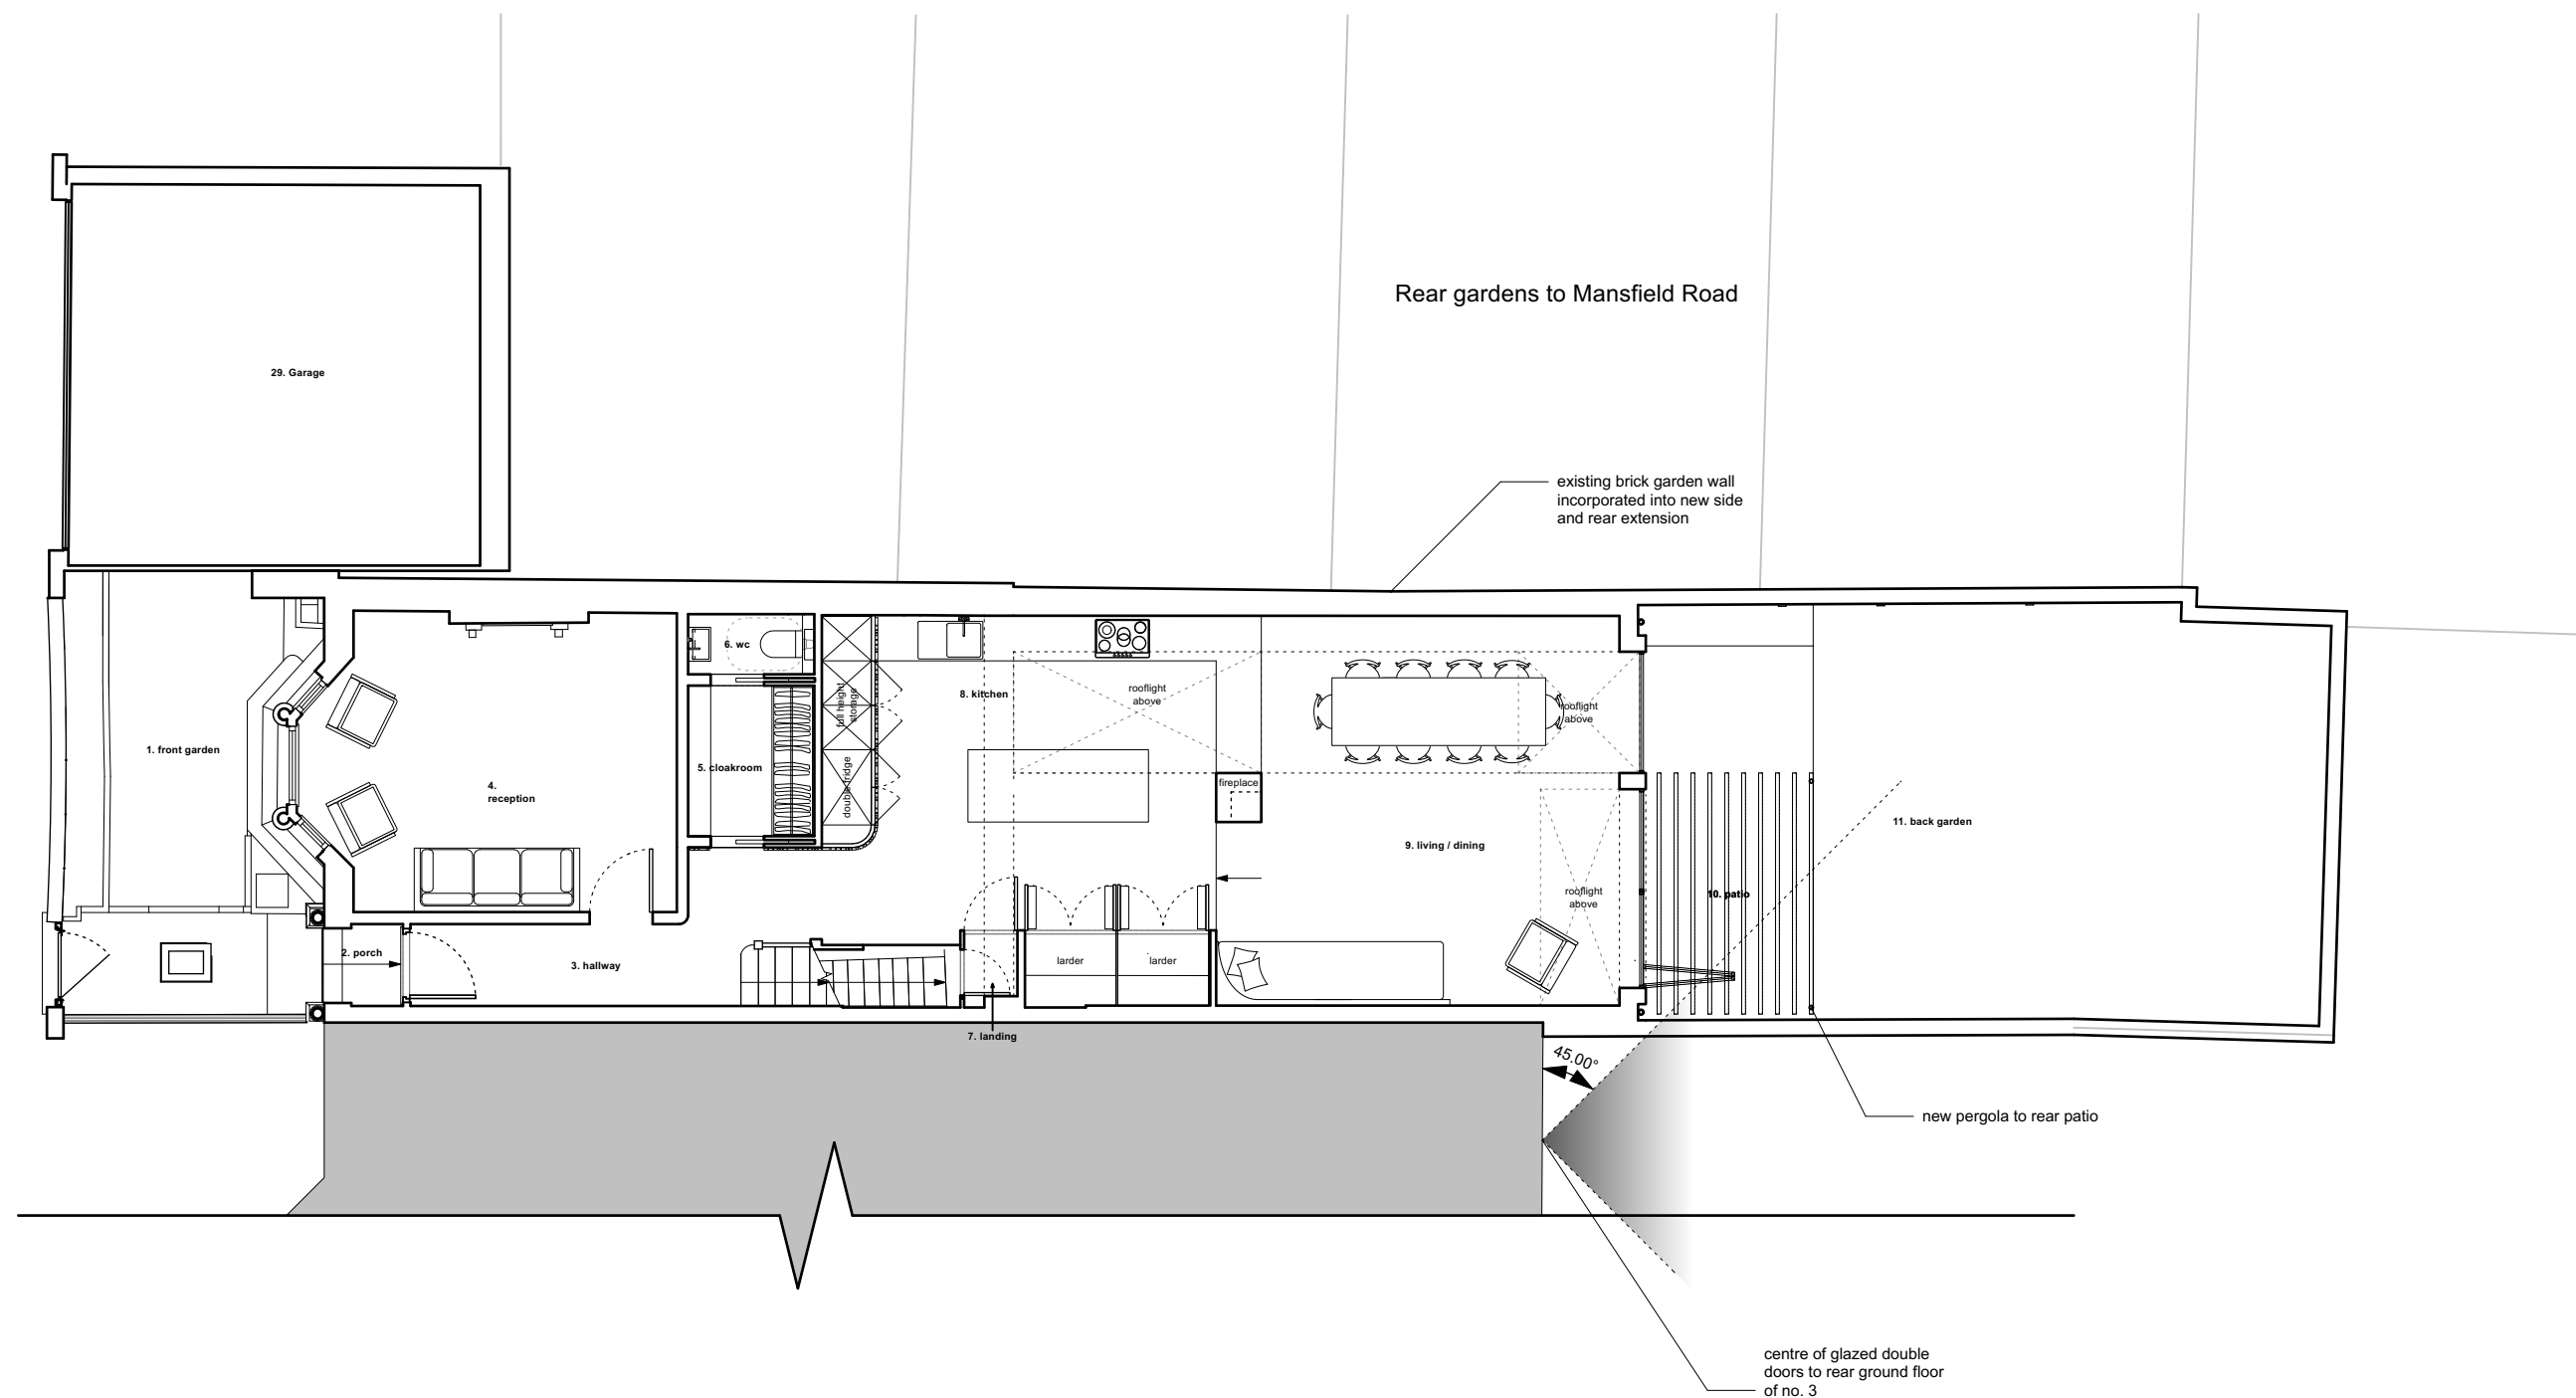 Rear gardens to Mansfield Road
29. Garage
existing brick garden wall
incorporated into new side
and rear extension
6. wc
full height
storage
8. kitchen
rooflight
above
rooflight
above
1. front garden
5. cloakroom
double fridge
fireplace
4.
reception
11. back garden
9. living / dining
rooflight
above
10. patio
2. porch
3. hallway
larder
larder
7. landing
45.00°
new pergola to rear patio
centre of glazed double
doors to rear ground floor
of no. 3